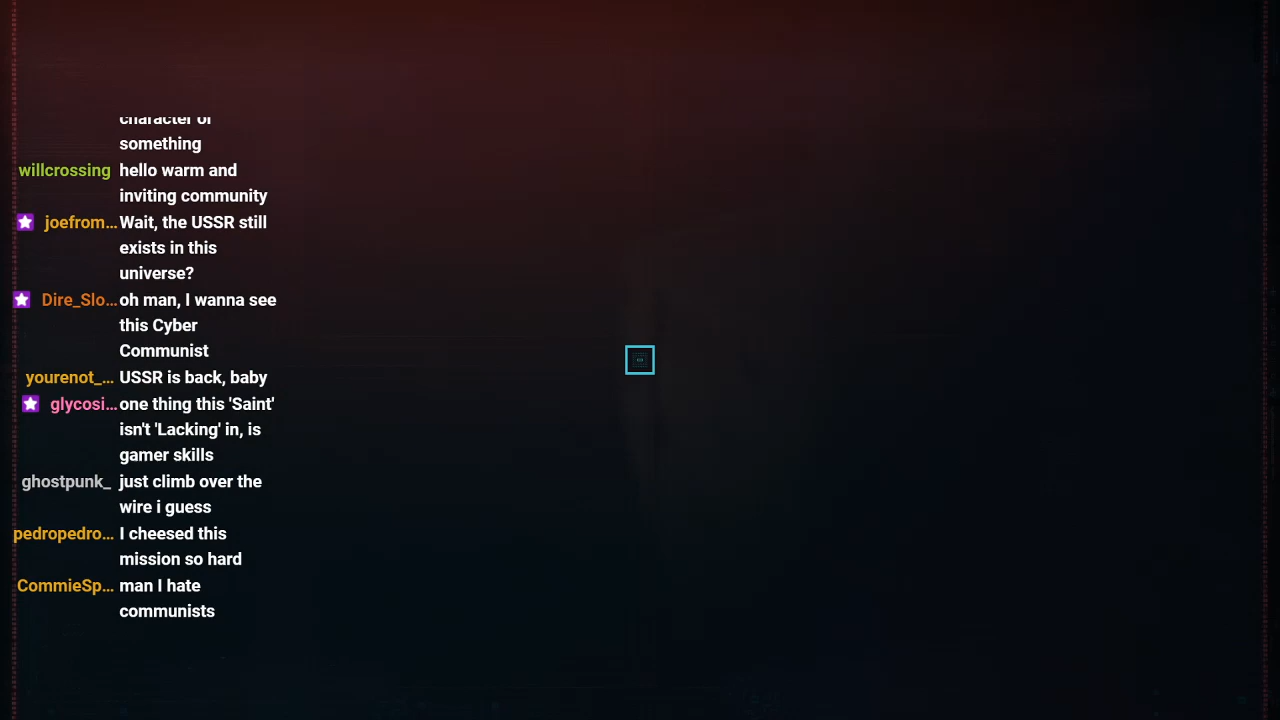 character or
something
willcrossing hello warm and
inviting community
joefrom... Wait, the USSR still
exists in this
universe?
Dire_Slo... oh man, I wanna see
this Cyber
Communist
yourenot_... USSR is back, baby
glycosi... one thing this 'Saint'
isn't 'Lacking' in, is
gamer skills
ghostpunk_ just climb over the
wire i guess
pedropedro... I cheesed this
mission so hard
CommieSp... man I hate
communists